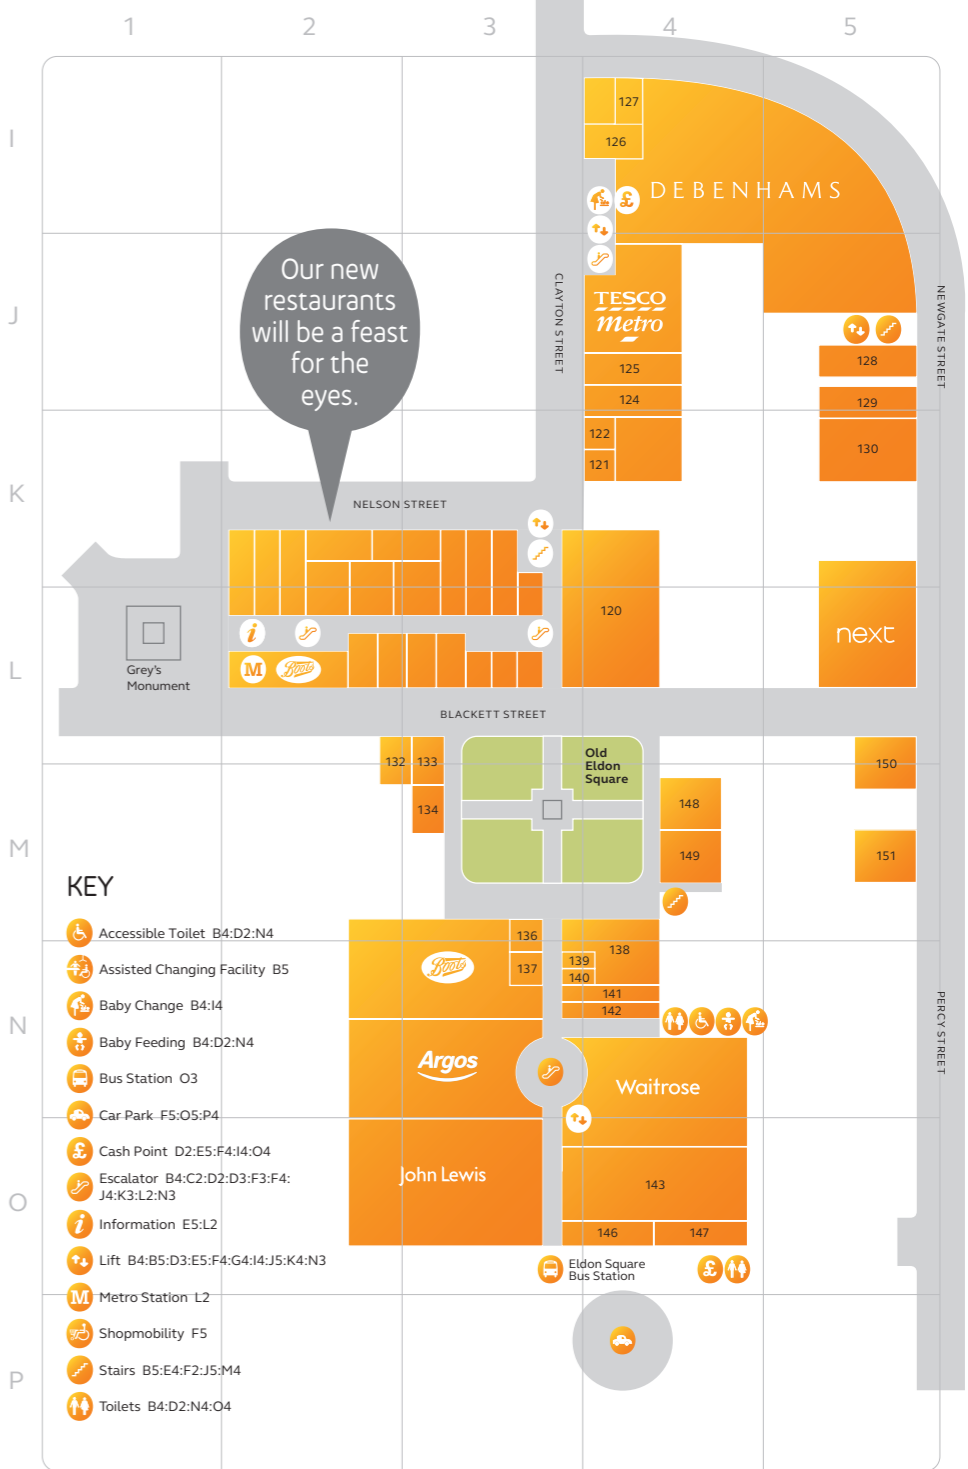 1 2 3 4 5
I
J
K
L
M
N
O
P
127
126
DEBENHAMS
£
Our new
restaurants
will be a feast
for the
eyes.
CLAYTON STREET
NEWGATE STREET
TESCO
Metro
125
124
122
121
128
129
130
NELSON STREET
120
next
i
M
Boots
Grey's
Monument
BLACKETT STREET
132 133
134
Old
Eldon
Square
148
149
150
151
136
137
Boots
138
139
140
141
142
PERCY STREET
Argos
Waitrose
John Lewis
143
146 147
Eldon Square
Bus Station
£
KEY
Accessible Toilet B4:D2:N4
Assisted Changing Facility B5
Baby Change B4:I4
Baby Feeding B4:D2:N4
Bus Station O3
Car Park F5:O5:P4
£ Cash Point D2:E5:F4:I4:O4
Escalator B4:C2:D2:D3:F3:F4:
J4:K3:L2:N3
i Information E5:L2
Lift B4:B5:D3:E5:F4:G4:I4:J5:K4:N3
M Metro Station L2
Shopmobility F5
Stairs B5:E4:F2:J5:M4
Toilets B4:D2:N4:O4